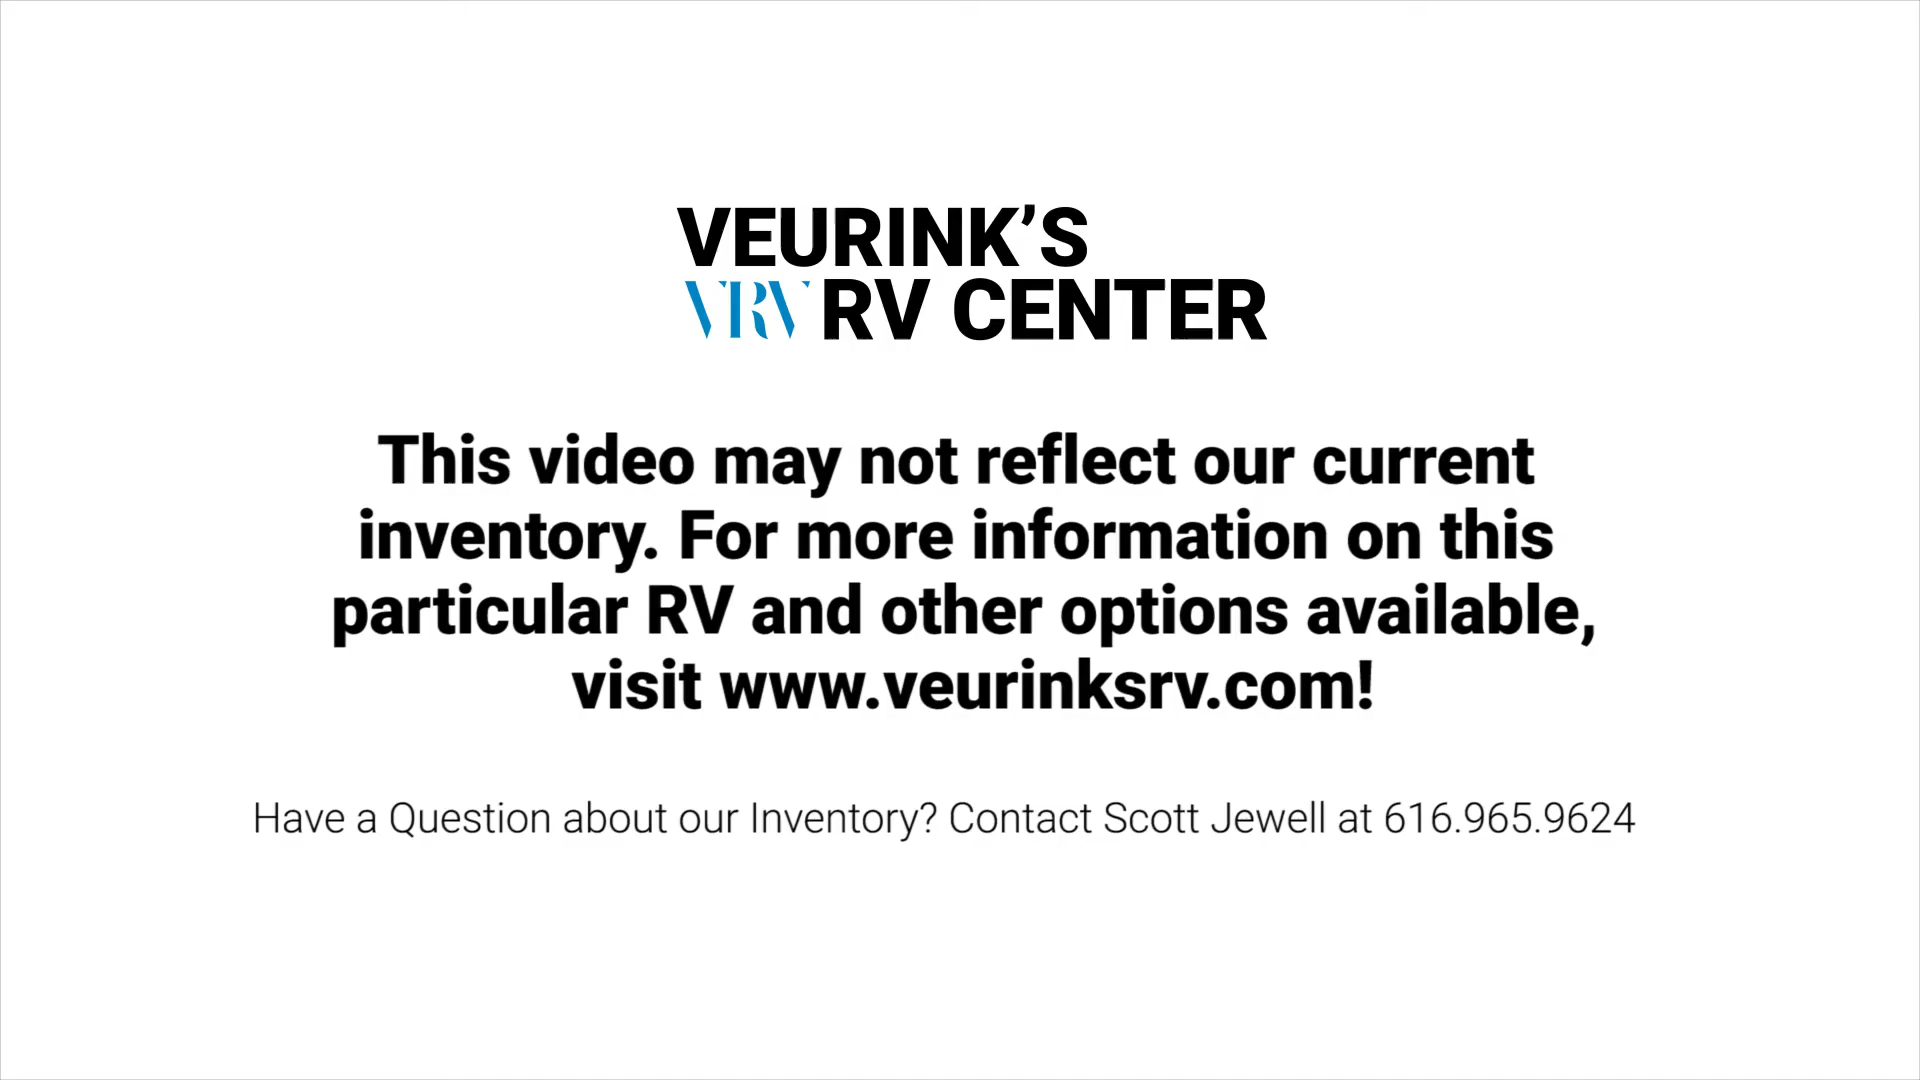 VEURINK’S
VRV RV CENTER
This video may not reflect our current
inventory. For more information on this
particular RV and other options available,
visit www.veurinksrv.com!
Have a Question about our Inventory? Contact Scott Jewell at 616.965.9624